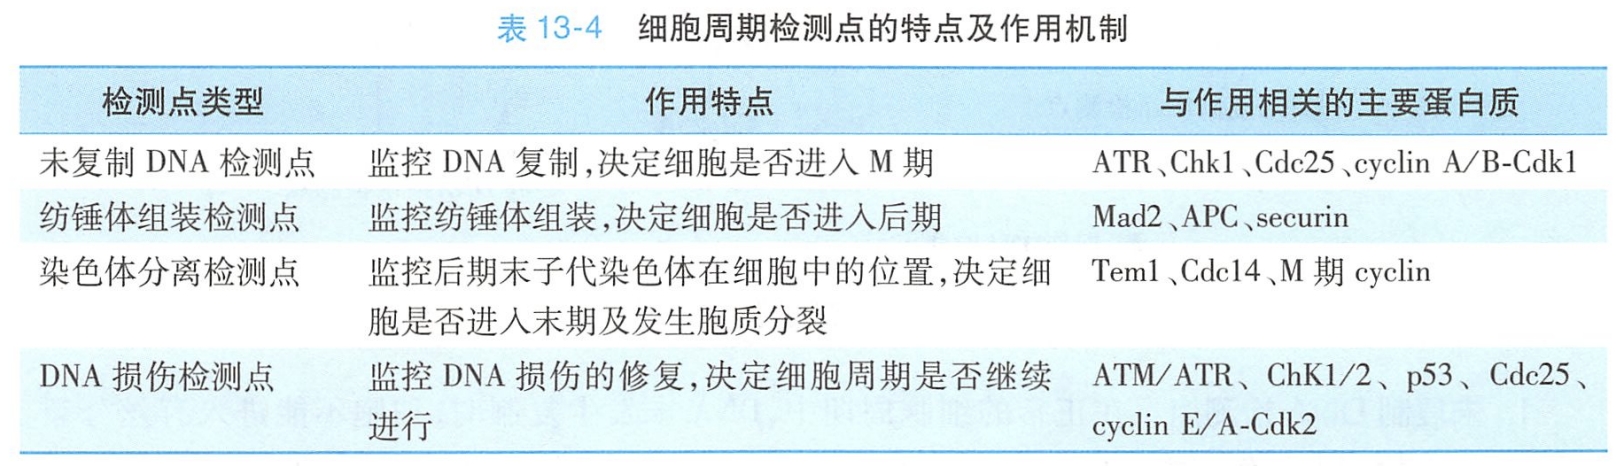 表 13-4 细胞周期检测点的特点及作用机制
检测点类型 作用特点 与作用相关的主要蛋白质
未复制 DNA 检测点 监控 DNA 复制,决定细胞是否进入 M 期 ATR、Chk1、Cdc25、cyclin A/B-Cdk1
纺锤体组装检测点 监控纺锤体组装,决定细胞是否进入后期 Mad2、APC、securin
染色体分离检测点 监控后期末子代染色体在细胞中的位置,决定细 Tem1、Cdc14、M 期 cyclin
胞是否进入末期及发生胞质分裂
DNA 损伤检测点 监控 DNA 损伤的修复,决定细胞周期是否继续 ATM/ATR、ChK1/2、p53、Cdc25、
进行 cyclin E/A-Cdk2